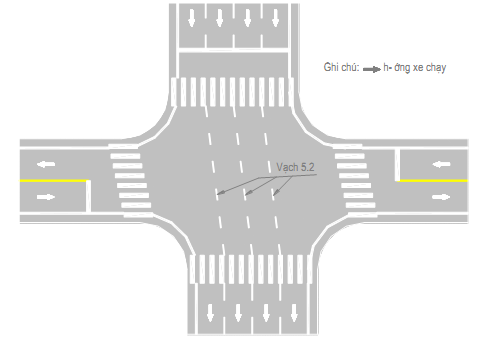 Ghi chú: h- ớng xe chạy
Vạch 5.2